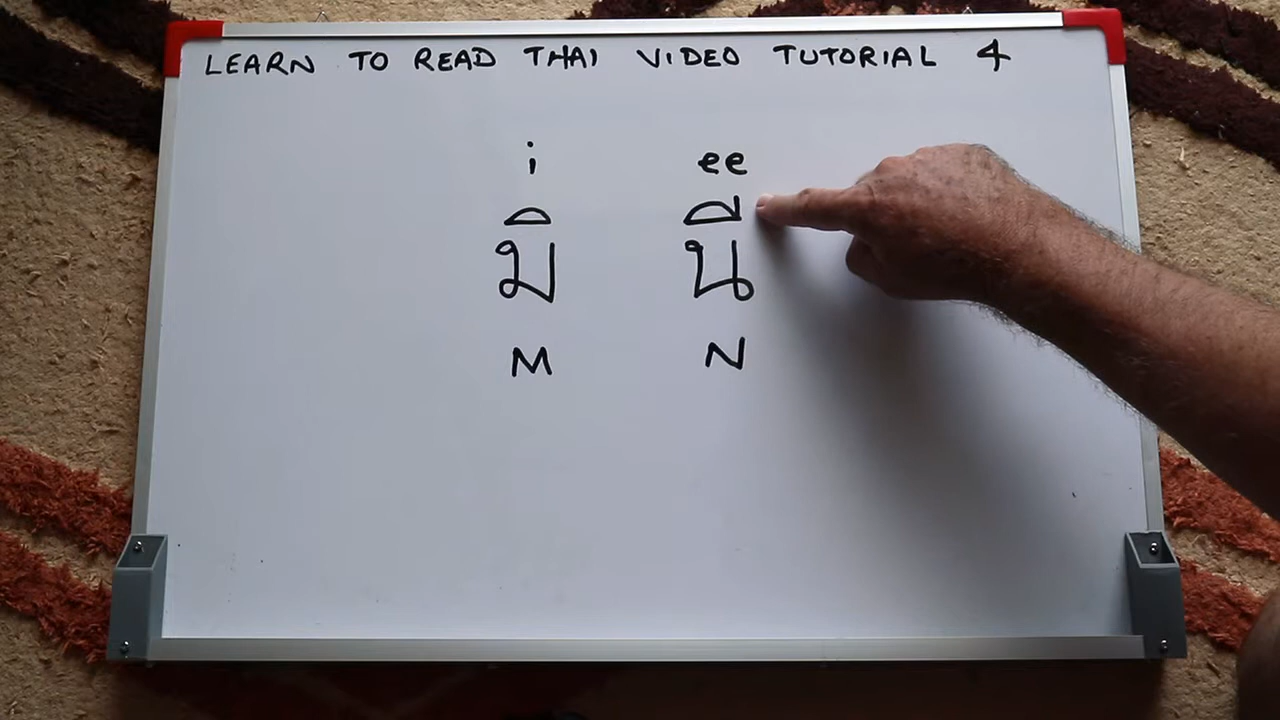 LEARN TO READ THAI VIDEO TUTORIAL 4
i ee
มิ นี
M N